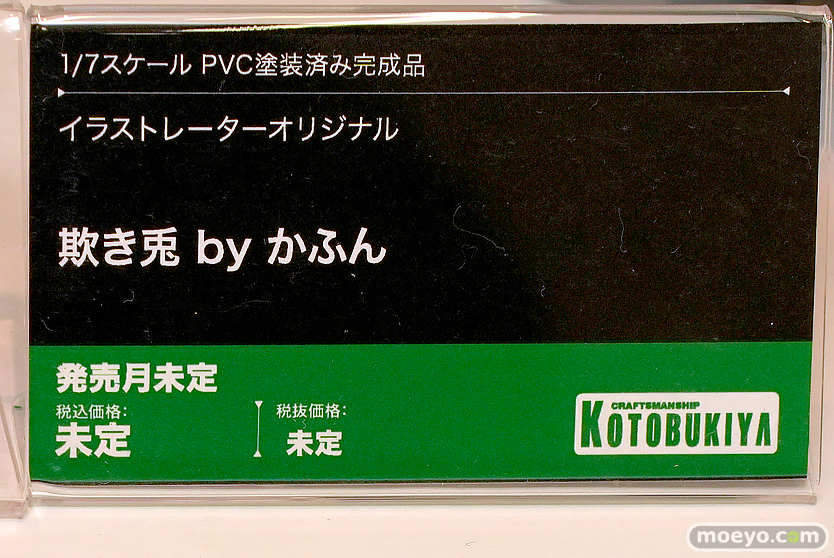 1/7スケール PVC塗装済み完成品
イラストレーターオリジナル
欺き兎 by かふん
発売月未定
税込価格:
未定
税抜価格:
未定
CRAFTSMANSHIP
KOTOBUKIYA
moeyo.com